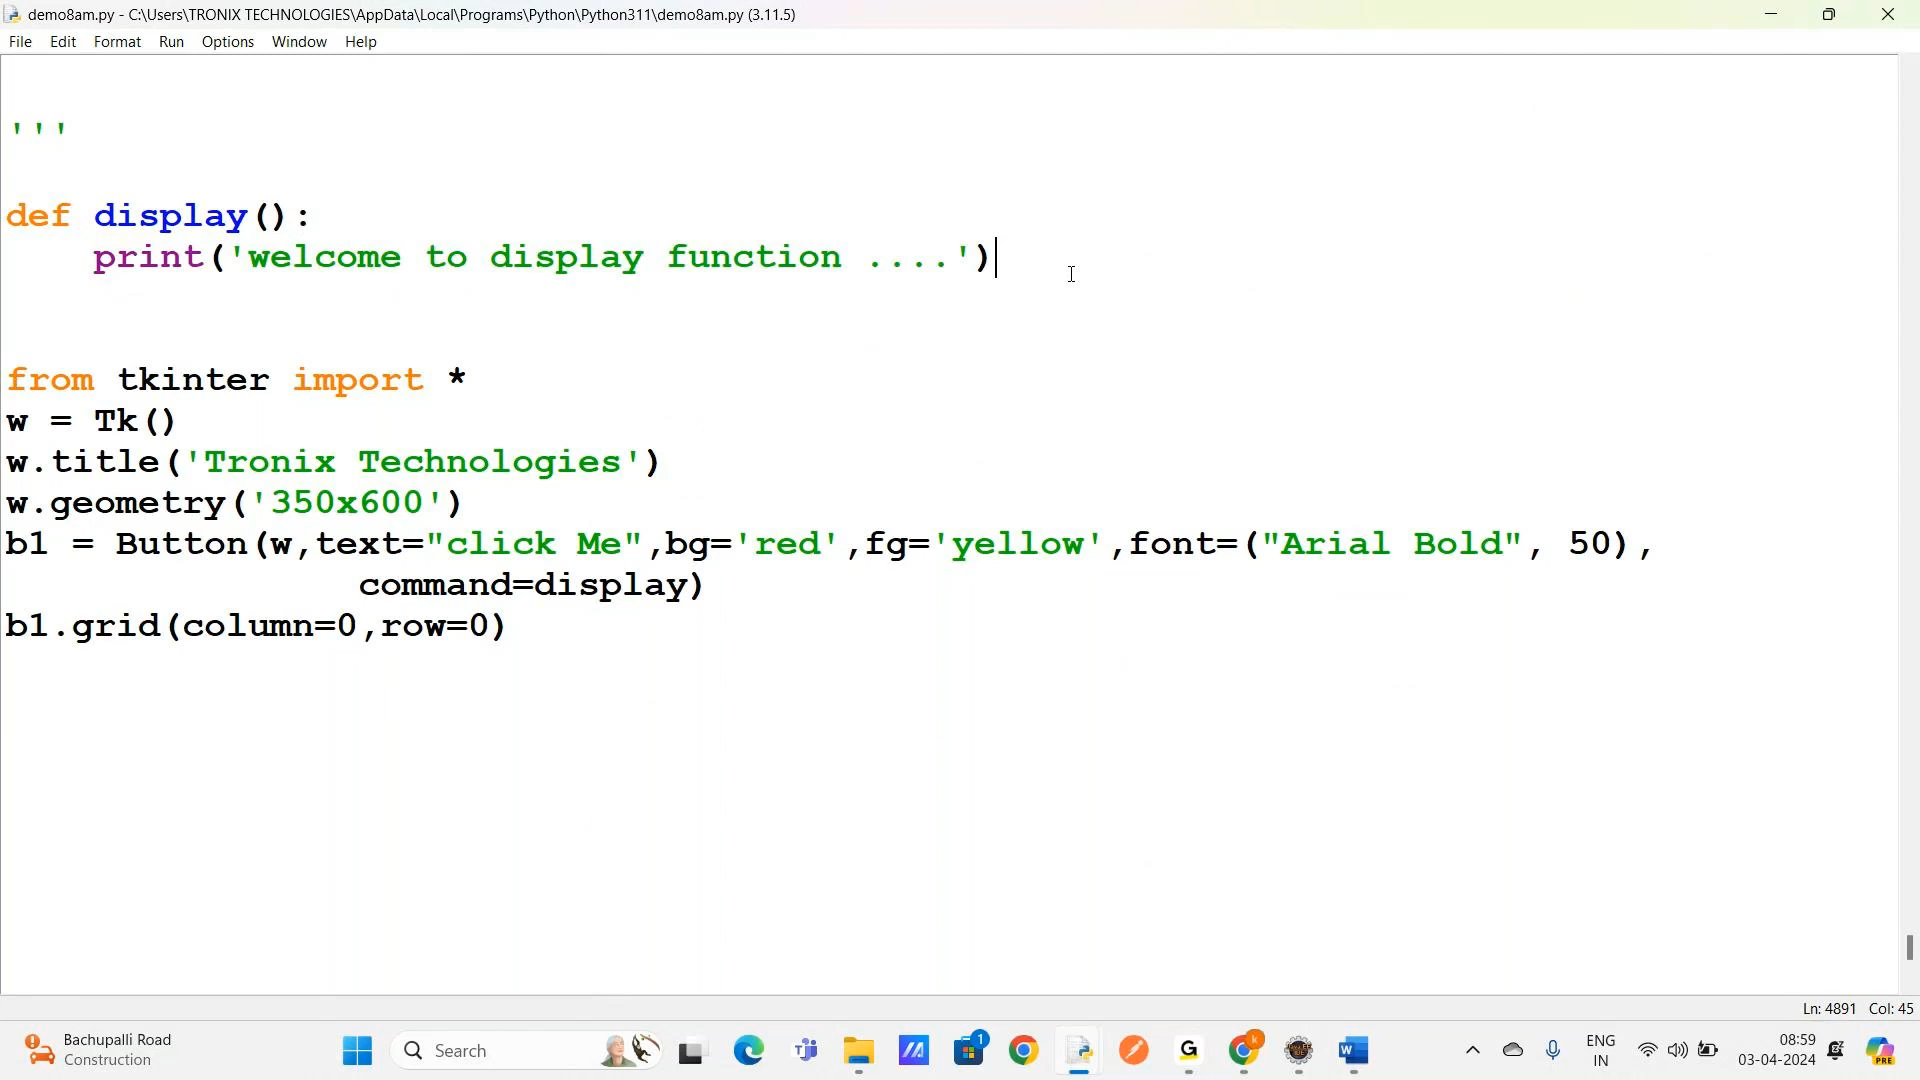 demo8am.py - C:\Users\TRONIX TECHNOLOGIES\AppData\Local\Programs\Python\Python311\demo8am.py (3.11.5)
File Edit Format Run Options Window Help
'''
def display():
    print('welcome to display function ....')
from tkinter import *
w = Tk()
w.title('Tronix Technologies')
w.geometry('350x600')
b1 = Button(w,text="click Me",bg='red',fg='yellow',font=("Arial Bold", 50),
                command=display)
b1.grid(column=0,row=0)
Ln: 4891 Col: 45
Bachupalli Road
Construction
Search
1
G
k
W
ENG
IN
08:59
03-04-2024
PRE